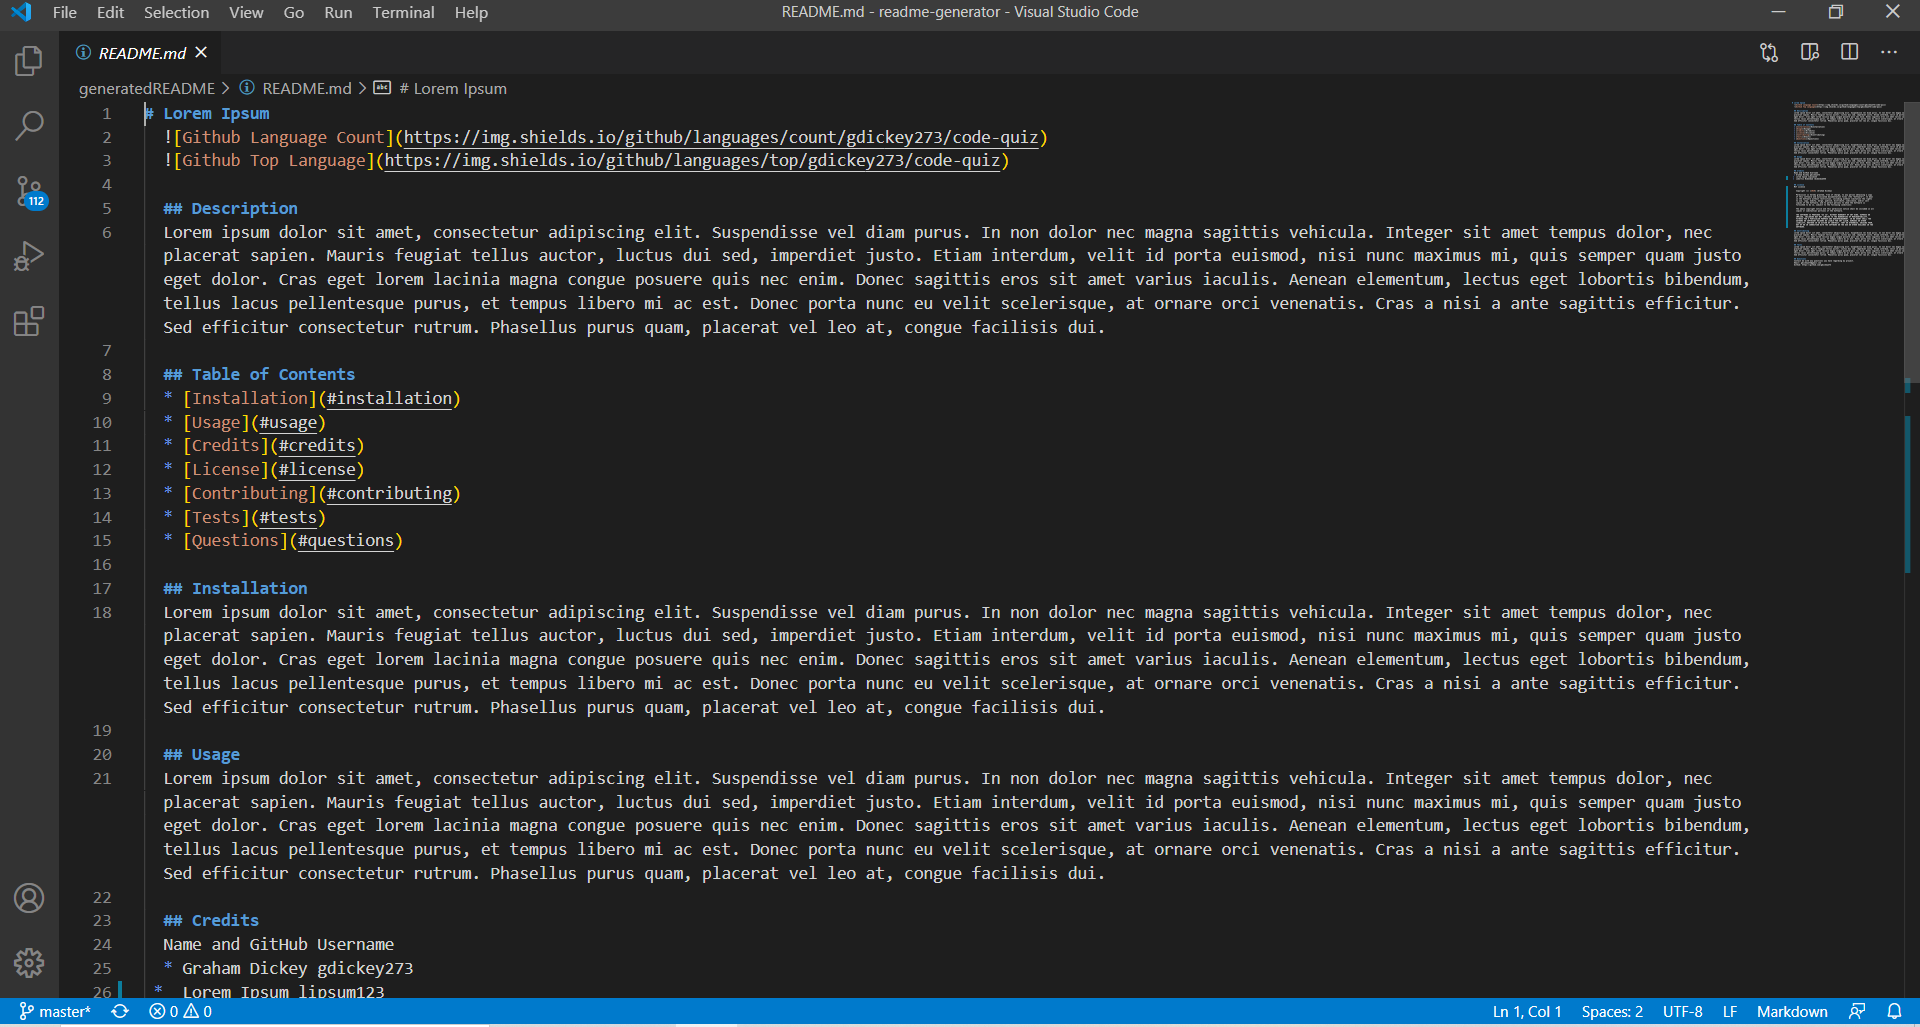 File Edit Selection View Go Run Terminal Help README.md - readme-generator - Visual Studio Code
README.md
generatedREADME > README.md > # Lorem Ipsum
1 # Lorem Ipsum
2 ![Github Language Count](https://img.shields.io/github/languages/count/gdickey273/code-quiz)
3 ![Github Top Language](https://img.shields.io/github/languages/top/gdickey273/code-quiz)
4
5 ## Description
6 Lorem ipsum dolor sit amet, consectetur adipiscing elit. Suspendisse vel diam purus. In non dolor nec magna sagittis vehicula. Integer sit amet tempus dolor, nec
placerat sapien. Mauris feugiat tellus auctor, luctus dui sed, imperdiet justo. Etiam interdum, velit id porta euismod, nisi nunc maximus mi, quis semper quam justo
eget dolor. Cras eget lorem lacinia magna congue posuere quis nec enim. Donec sagittis eros sit amet varius iaculis. Aenean elementum, lectus eget lobortis bibendum,
tellus lacus pellentesque purus, et tempus libero mi ac est. Donec porta nunc eu velit scelerisque, at ornare orci venenatis. Cras a nisi a ante sagittis efficitur.
Sed efficitur consectetur rutrum. Phasellus purus quam, placerat vel leo at, congue facilisis dui.
7
8 ## Table of Contents
9 * [Installation](#installation)
10 * [Usage](#usage)
11 * [Credits](#credits)
12 * [License](#license)
13 * [Contributing](#contributing)
14 * [Tests](#tests)
15 * [Questions](#questions)
16
17 ## Installation
18 Lorem ipsum dolor sit amet, consectetur adipiscing elit. Suspendisse vel diam purus. In non dolor nec magna sagittis vehicula. Integer sit amet tempus dolor, nec
placerat sapien. Mauris feugiat tellus auctor, luctus dui sed, imperdiet justo. Etiam interdum, velit id porta euismod, nisi nunc maximus mi, quis semper quam justo
eget dolor. Cras eget lorem lacinia magna congue posuere quis nec enim. Donec sagittis eros sit amet varius iaculis. Aenean elementum, lectus eget lobortis bibendum,
tellus lacus pellentesque purus, et tempus libero mi ac est. Donec porta nunc eu velit scelerisque, at ornare orci venenatis. Cras a nisi a ante sagittis efficitur.
Sed efficitur consectetur rutrum. Phasellus purus quam, placerat vel leo at, congue facilisis dui.
19
20 ## Usage
21 Lorem ipsum dolor sit amet, consectetur adipiscing elit. Suspendisse vel diam purus. In non dolor nec magna sagittis vehicula. Integer sit amet tempus dolor, nec
placerat sapien. Mauris feugiat tellus auctor, luctus dui sed, imperdiet justo. Etiam interdum, velit id porta euismod, nisi nunc maximus mi, quis semper quam justo
eget dolor. Cras eget lorem lacinia magna congue posuere quis nec enim. Donec sagittis eros sit amet varius iaculis. Aenean elementum, lectus eget lobortis bibendum,
tellus lacus pellentesque purus, et tempus libero mi ac est. Donec porta nunc eu velit scelerisque, at ornare orci venenatis. Cras a nisi a ante sagittis efficitur.
Sed efficitur consectetur rutrum. Phasellus purus quam, placerat vel leo at, congue facilisis dui.
22
23 ## Credits
24 Name and GitHub Username
25 * Graham Dickey gdickey273
26 * Lorem Ipsum lipsum123
112
master* 0 0 Ln 1, Col 1 Spaces: 2 UTF-8 LF Markdown